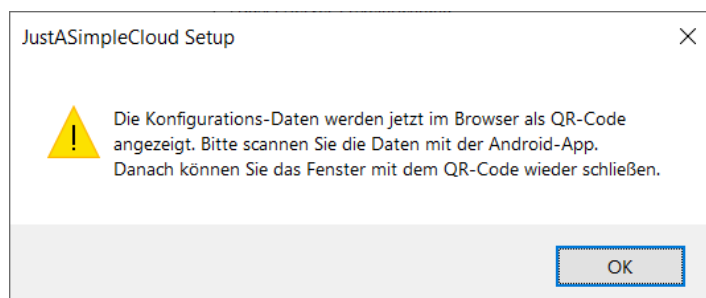 JustASimpleCloud Setup
Die Konfigurations-Daten werden jetzt im Browser als QR-Code
angezeigt. Bitte scannen Sie die Daten mit der Android-App.
Danach können Sie das Fenster mit dem QR-Code wieder schließen.
OK